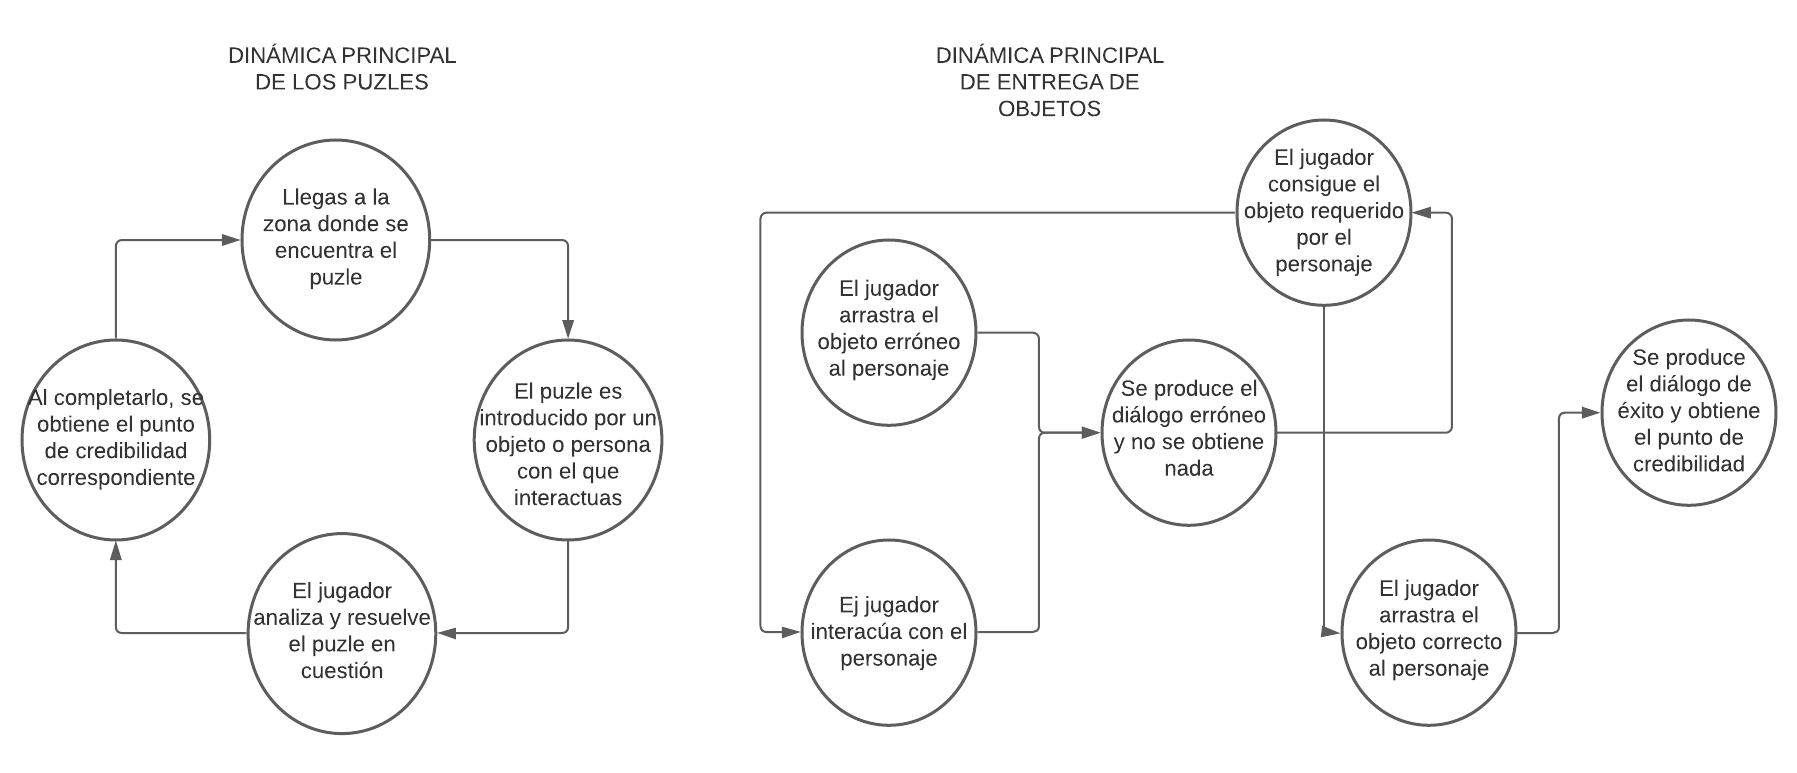 DINÁMICA PRINCIPAL
DE LOS PUZLES
Llegas a la
zona donde se
encuentra el
puzle
El puzle es
introducido por un
objeto o persona
con el que
interactuas
El jugador
analiza y resuelve
el puzle en
cuestión
Al completarlo, se
obtiene el punto
de credibilidad
correspondiente
DINÁMICA PRINCIPAL
DE ENTREGA DE
OBJETOS
El jugador
consigue el
objeto requerido
por el
personaje
El jugador
arrastra el
objeto erróneo
al personaje
Se produce el
diálogo erróneo
y no se obtiene
nada
Ej jugador
interacúa con el
personaje
El jugador
arrastra el
objeto correcto
al personaje
Se produce
el diálogo de
éxito y obtiene
el punto de
credibilidad